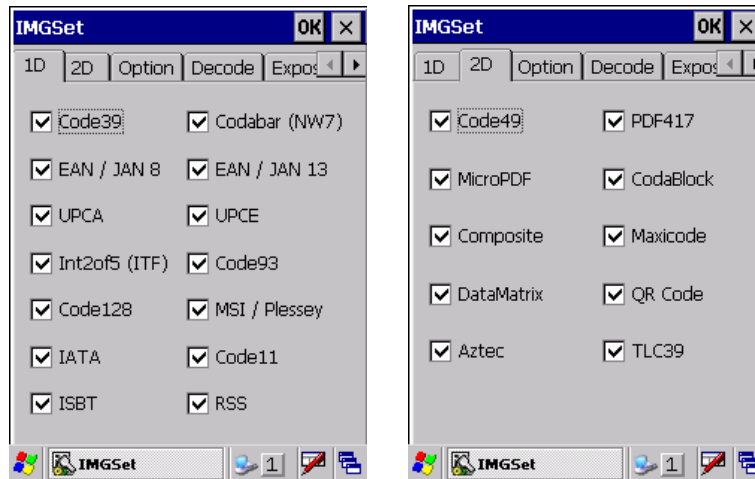 IMGSet OK
1D 2D Option Decode Expos
Code39 Codabar (NW7)
EAN / JAN 8 EAN / JAN 13
UPCA UPCE
Int2of5 (ITF) Code93
Code128 MSI / Plessey
IATA Code11
ISBT RSS
IMGSet 1
IMGSet OK
1D 2D Option Decode Expos
Code49 PDF417
MicroPDF CodaBlock
Composite Maxicode
DataMatrix QR Code
Aztec TLC39
IMGSet 1